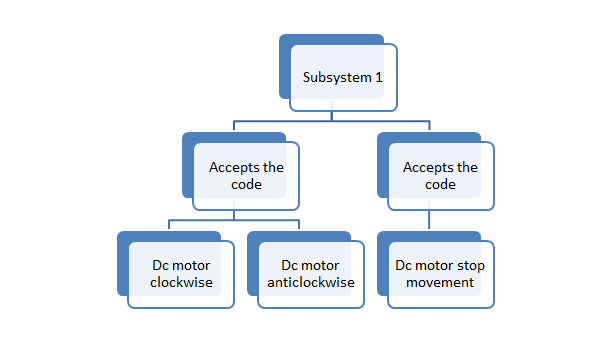 Subsystem 1
Accepts the
code
Accepts the
code
Dc motor
clockwise
Dc motor
anticlockwise
Dc motor stop
movement